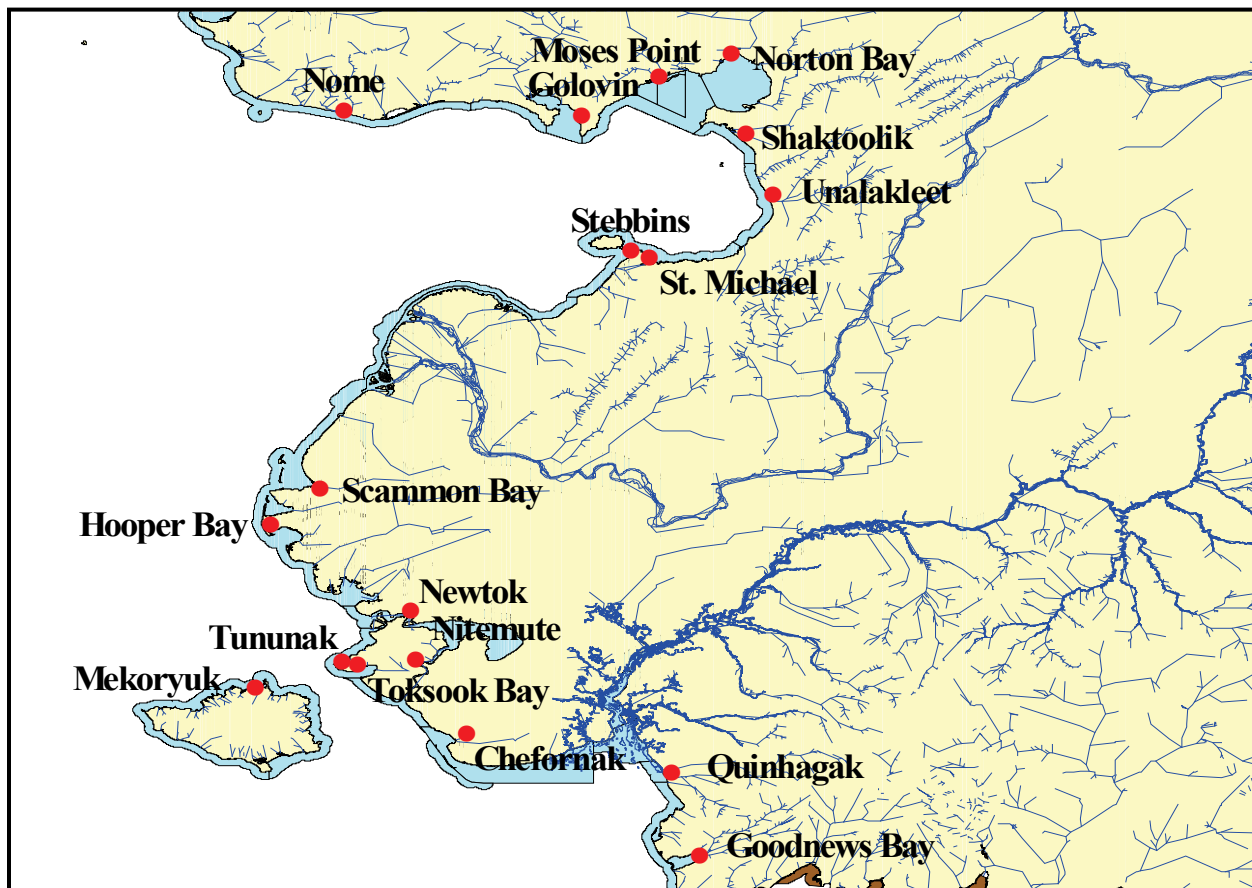 Moses Point
Norton Bay
Nome
Golovin
Shaktoolik
Unalakleet
Stebbins
St. Michael
Scammon Bay
Hooper Bay
Newtok
Nitemute
Tununak
Mekoryuk
Toksook Bay
Chefornak
Quinhagak
Goodnews Bay